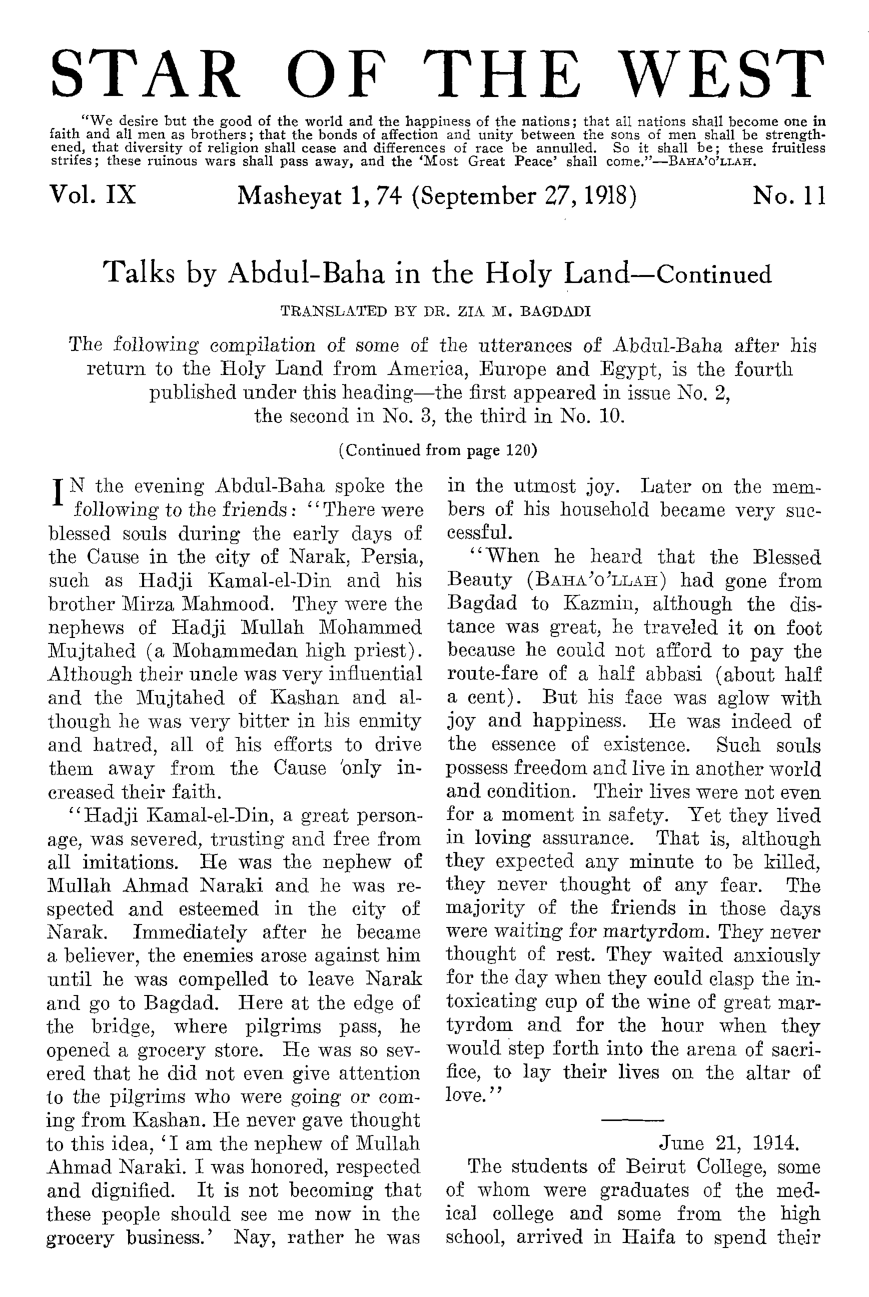 STAR OF THE WEST
"We desire but the good of the world and the happiness of the nations; that all nations shall become one in
faith and all men as brothers; that the bonds of affection and unity between the sons of men shall be strength-
ened, that diversity of religion shall cease and differences of race be annulled. So it shall be; these fruitless
strifes; these ruinous wars shall pass away, and the 'Most Great Peace' shall come."—BAHA'O'LLAH.
Vol. IX Masheyat 1, 74 (September 27, 1918) No. 11
Talks by Abdul-Baha in the Holy Land—Continued
TRANSLATED BY DR. ZIA M. BAGDADI
The following compilation of some of the utterances of Abdul-Baha after his
return to the Holy Land from America, Europe and Egypt, is the fourth
published under this heading—the first appeared in issue No. 2,
the second in No. 3, the third in No. 10.
(Continued from page 120)
IN the evening Abdul-Baha spoke the
following to the friends: "There were
blessed souls during the early days of
the Cause in the city of Narak, Persia,
such as Hadji Kamal-el-Din and his
brother Mirza Mahmood. They were the
nephews of Hadji Mullah Mohammed
Mujtahed (a Mohammedan high priest).
Although their uncle was very influential
and the Mujtahed of Kashan and al-
though he was very bitter in his enmity
and hatred, all of his efforts to drive
them away from the Cause only in-
creased their faith.
"Hadji Kamal-el-Din, a great person-
age, was severed, trusting and free from
all imitations. He was the nephew of
Mullah Ahmad Naraki and he was re-
spected and esteemed in the city of
Narak. Immediately after he became
a believer, the enemies arose against him
until he was compelled to leave Narak
and go to Bagdad. Here at the edge of
the bridge, where pilgrims pass, he
opened a grocery store. He was so sev-
ered that he did not even give attention
to the pilgrims who were going or com-
ing from Kashan. He never gave thought
to this idea, 'I am the nephew of Mullah
Ahmad Naraki. I was honored, respected
and dignified. It is not becoming that
these people should see me now in the
grocery business.' Nay, rather he was
in the utmost joy. Later on the mem-
bers of his household became very suc-
cessful.
"When he heard that the Blessed
Beauty (BAHA'O'LLAH) had gone from
Bagdad to Kazmin, although the dis-
tance was great, he traveled it on foot
because he could not afford to pay the
route-fare of a half abbasi (about half
a cent). But his face was aglow with
joy and happiness. He was indeed of
the essence of existence. Such souls
possess freedom and live in another world
and condition. Their lives were not even
for a moment in safety. Yet they lived
in loving assurance. That is, although
they expected any minute to be killed,
they never thought of any fear. The
majority of the friends in those days
were waiting for martyrdom. They never
thought of rest. They waited anxiously
for the day when they could clasp the in-
toxicating cup of the wine of great mar-
tyrdom and for the hour when they
would step forth into the arena of sacri-
fice, to lay their lives on the altar of
love."
June 21, 1914.
The students of Beirut College, some
of whom were graduates of the med-
ical college and some from the high
school, arrived in Haifa to spend their